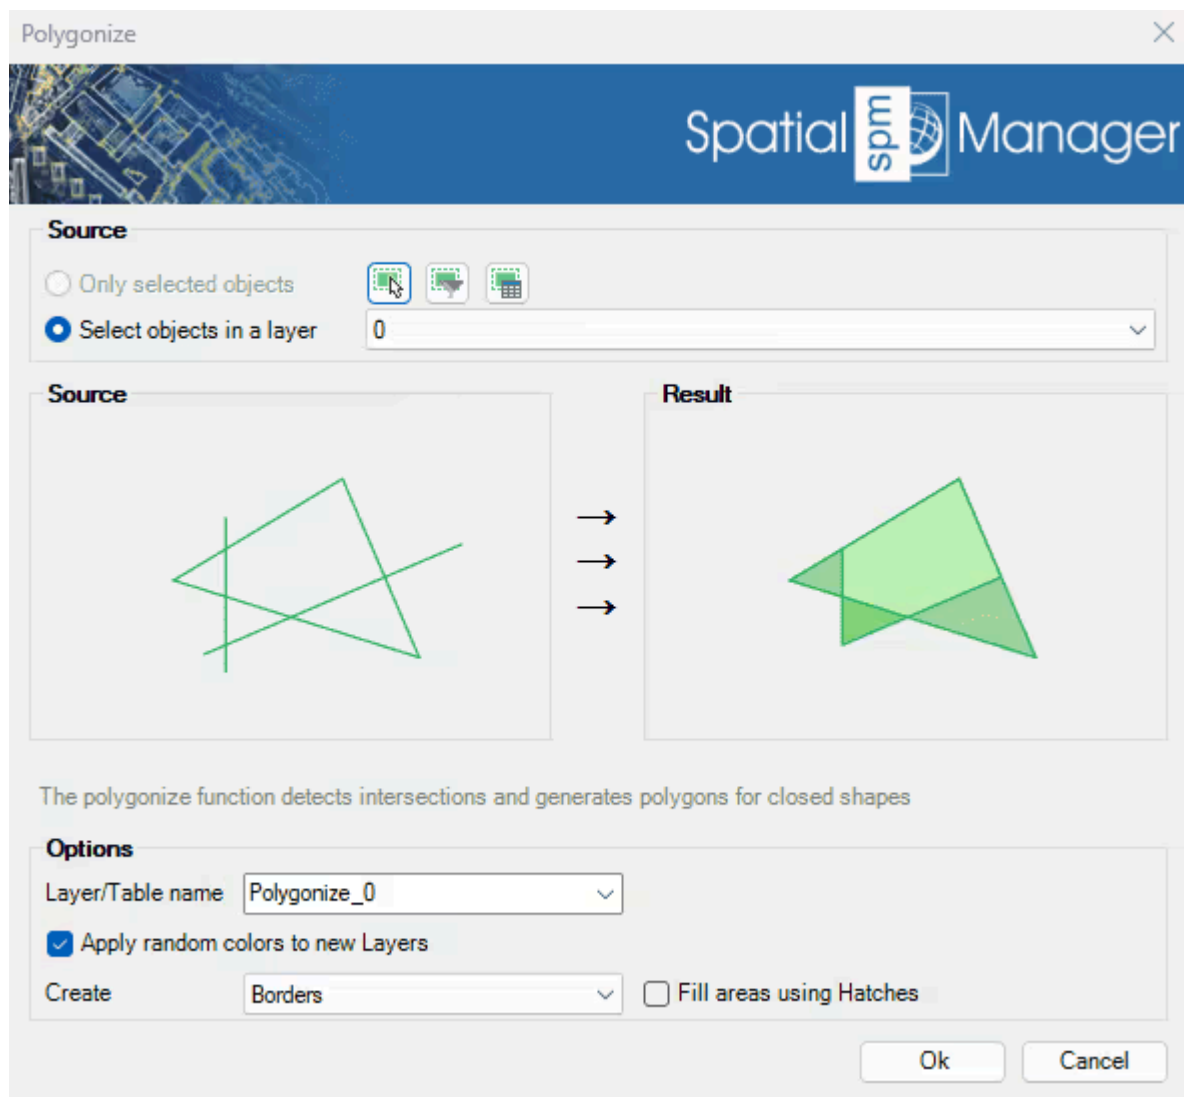 Polygonize
Spatial spm Manager
Source
Only selected objects
Select objects in a layer 0
Source Result
The polygonize function detects intersections and generates polygons for closed shapes
Options
Layer/Table name Polygonize_0
Apply random colors to new Layers
Create Borders Fill areas using Hatches
Ok Cancel